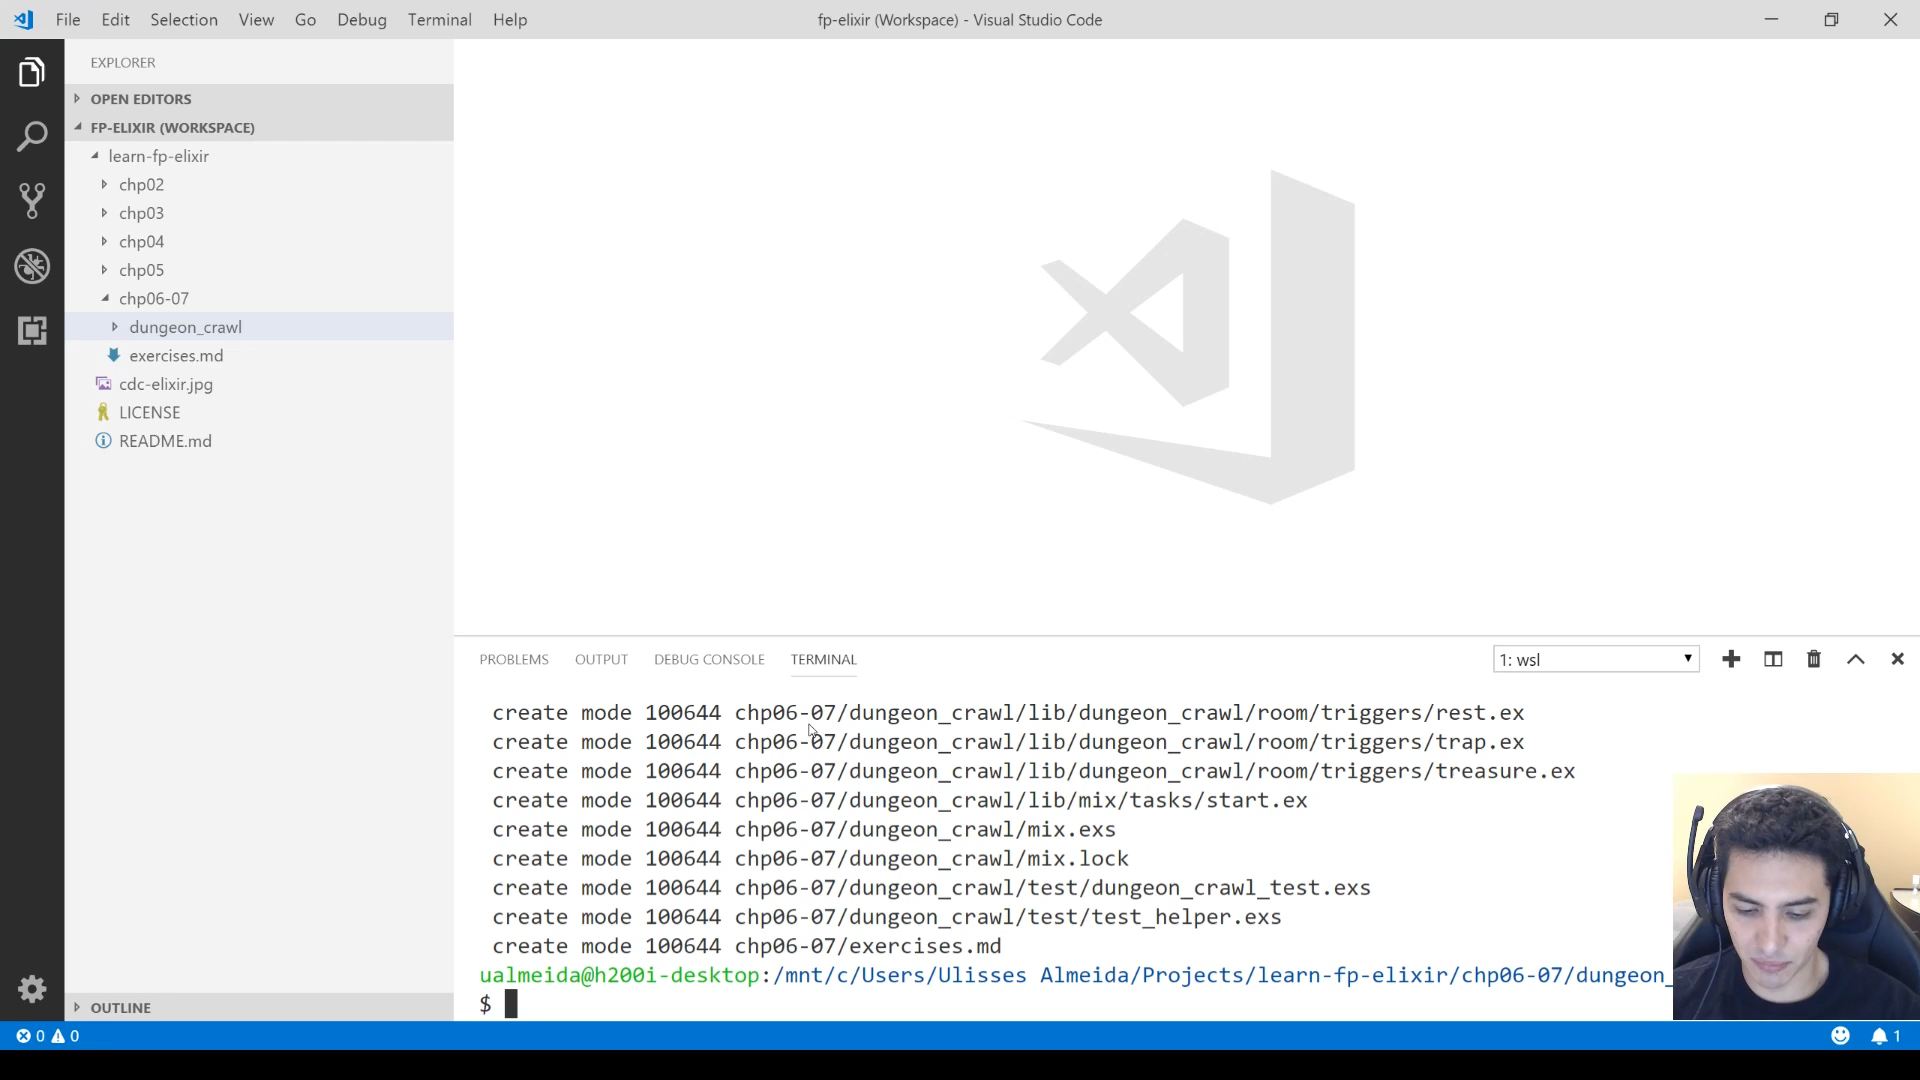 File Edit Selection View Go Debug Terminal Help
fp-elixir (Workspace) - Visual Studio Code
EXPLORER
OPEN EDITORS
FP-ELIXIR (WORKSPACE)
learn-fp-elixir
chp02
chp03
chp04
chp05
chp06-07
dungeon_crawl
exercises.md
cdc-elixir.jpg
LICENSE
README.md
OUTLINE
PROBLEMS OUTPUT DEBUG CONSOLE TERMINAL
1: wsl
create mode 100644 chp06-07/dungeon_crawl/lib/dungeon_crawl/room/triggers/rest.ex
create mode 100644 chp06-07/dungeon_crawl/lib/dungeon_crawl/room/triggers/trap.ex
create mode 100644 chp06-07/dungeon_crawl/lib/dungeon_crawl/room/triggers/treasure.ex
create mode 100644 chp06-07/dungeon_crawl/lib/mix/tasks/start.ex
create mode 100644 chp06-07/dungeon_crawl/mix.exs
create mode 100644 chp06-07/dungeon_crawl/mix.lock
create mode 100644 chp06-07/dungeon_crawl/test/dungeon_crawl_test.exs
create mode 100644 chp06-07/dungeon_crawl/test/test_helper.exs
create mode 100644 chp06-07/exercises.md
ualmeida@h200i-desktop:/mnt/c/Users/Ulisses Almeida/Projects/learn-fp-elixir/chp06-07/dungeon_
$
0 0
1